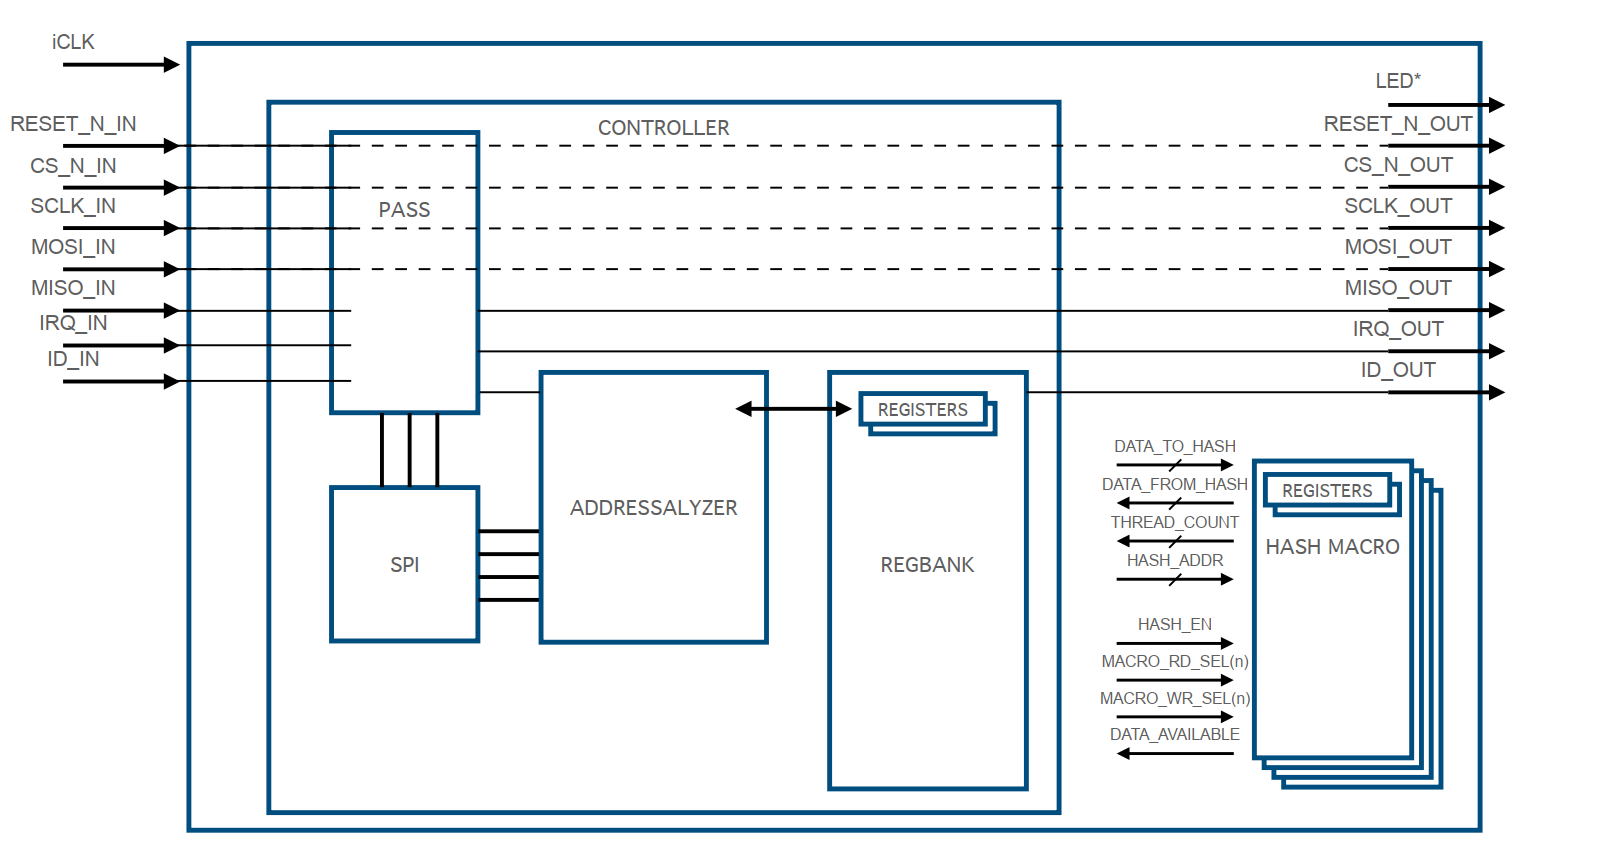 iCLK
RESET_N_IN
CS_N_IN
SCLK_IN
MOSI_IN
MISO_IN
IRQ_IN
ID_IN
CONTROLLER
PASS
SPI
ADDRESSALYZER
REGISTERS
REGBANK
LED*
RESET_N_OUT
CS_N_OUT
SCLK_OUT
MOSI_OUT
MISO_OUT
IRQ_OUT
ID_OUT
DATA_TO_HASH
DATA_FROM_HASH
THREAD_COUNT
HASH_ADDR
HASH_EN
MACRO_RD_SEL(n)
MACRO_WR_SEL(n)
DATA_AVAILABLE
REGISTERS
HASH MACRO